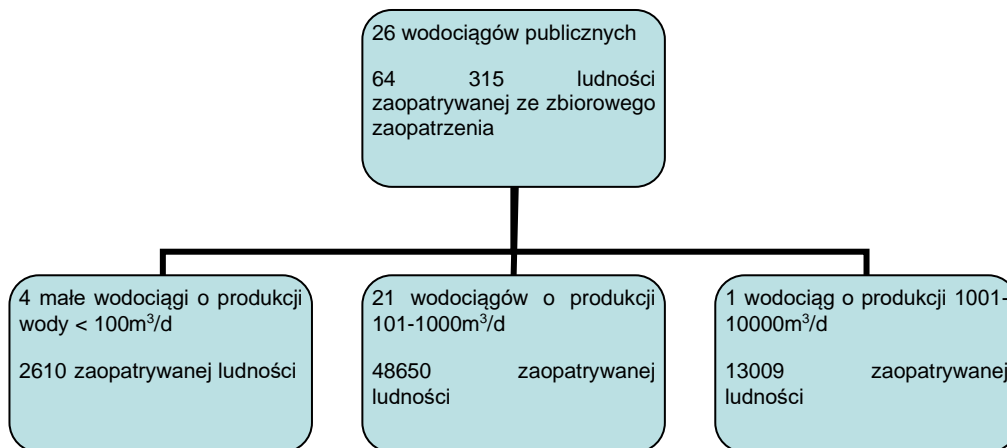 26 wodociągów publicznych
64 315 ludności
zaopatrywanej ze zbiorowego
zaopatrzenia
4 małe wodociągi o produkcji
wody < 100m³/d
2610 zaopatrywanej ludności
21 wodociągów o produkcji
101-1000m³/d
48650 zaopatrywanej
ludności
1 wodociąg o produkcji 1001-
10000m³/d
13009 zaopatrywanej
ludności